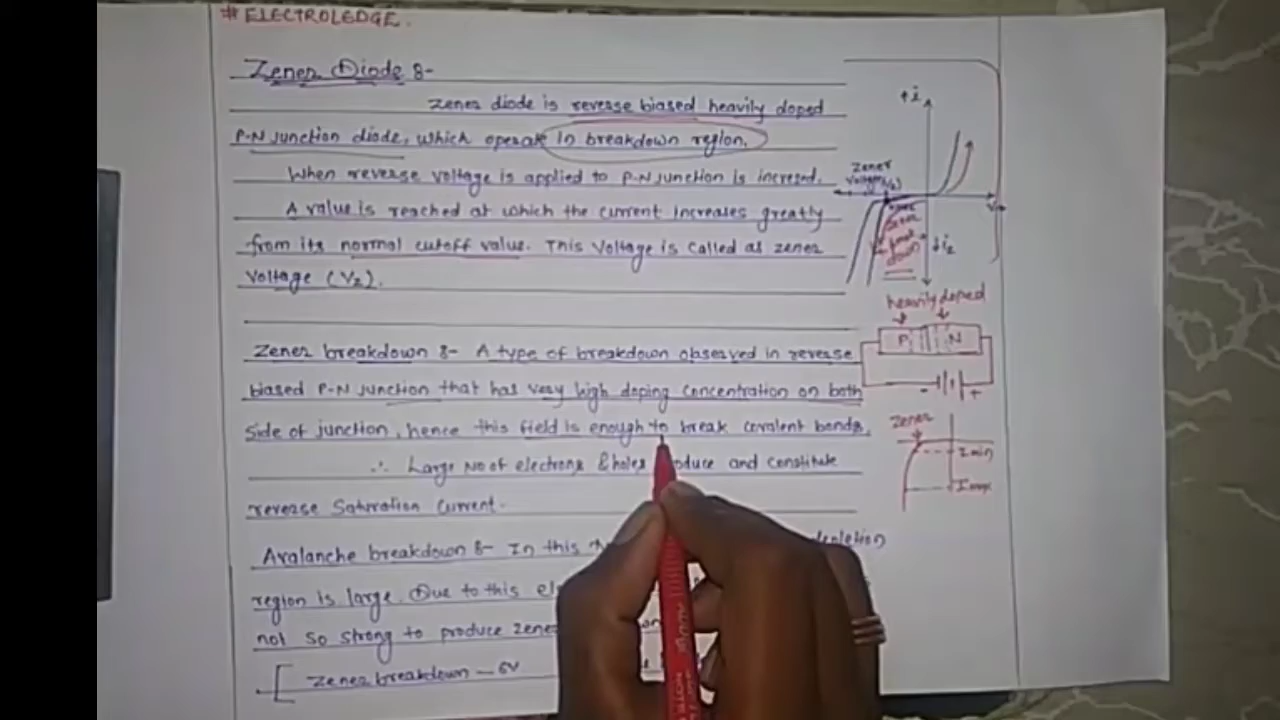 #ELECTROLEDGE.
Zener Diode :-
Zener diode is reverse biased heavily doped
P-N junction diode, which operate in breakdown region.
When reverse voltage is applied to P-N junction is incresed.
A value is reached at which the current increases greatly
from its normal cutoff value. This Voltage is called as zener
Voltage (Vz).
Zener breakdown :- A type of breakdown observed in reverse
biased P-N junction that has very high doping concentration on both
side of junction, hence this field is enough to break covalent bonds,
∴ Large No of electrons & holes produce and constitute
reverse Saturation Current.
Avalanche breakdown :- In this depletion
region is large. Due to this
not so strong to produce zener
Zener breakdown - 6V
+i
Zener
Voltage
heavily doped
P N
- +
Zener
I min
I max